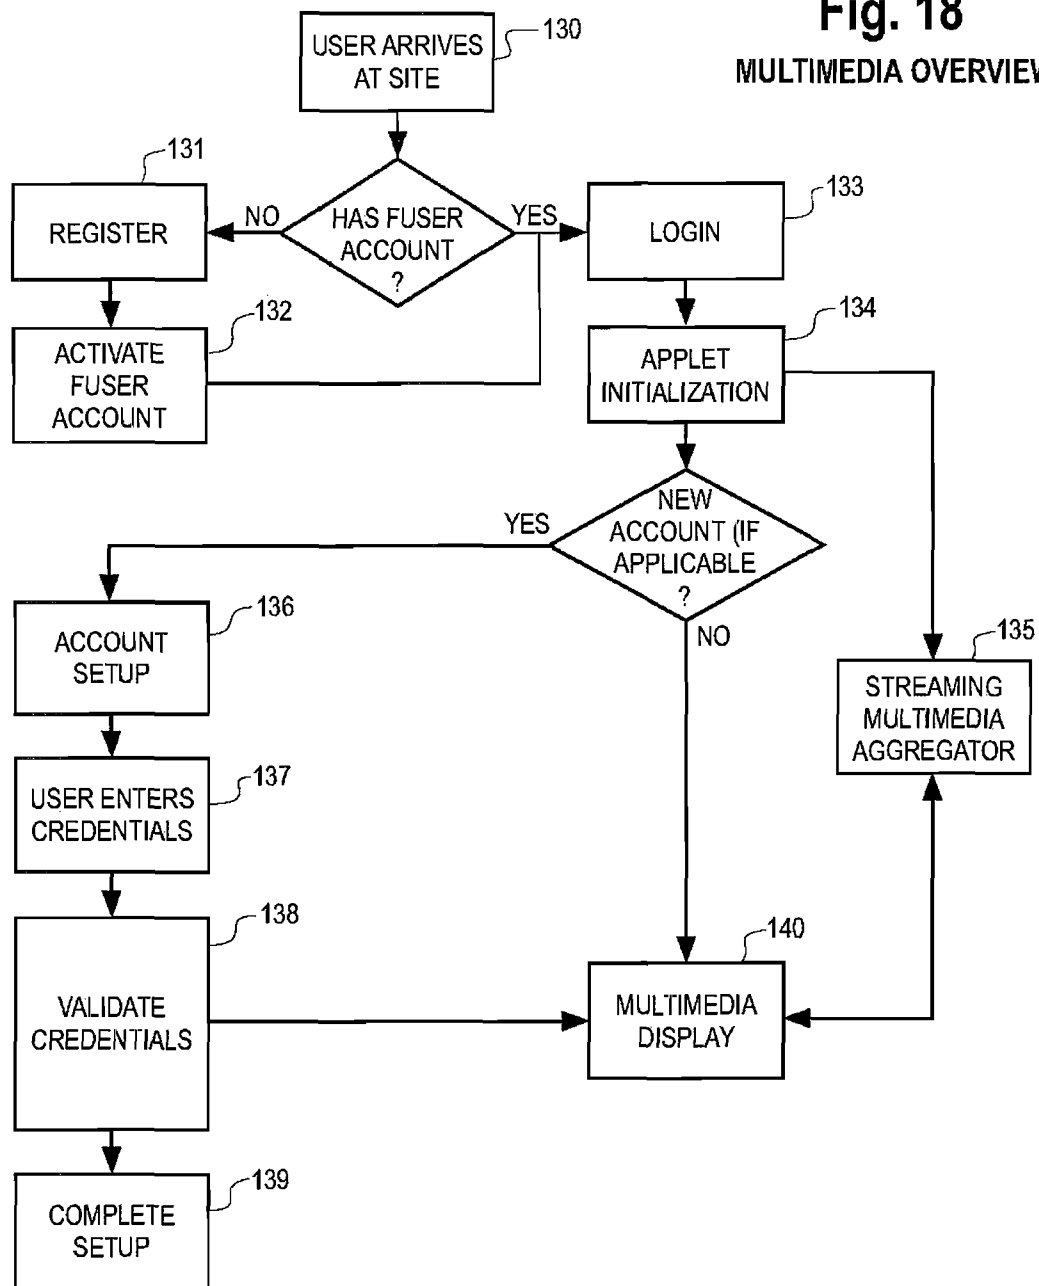 Fig. 18
MULTIMEDIA OVERVIEW
USER ARRIVES
AT SITE
130
131
REGISTER
NO
HAS FUSER
ACCOUNT
?
YES
LOGIN
133
132
ACTIVATE
FUSER
ACCOUNT
134
APPLET
INITIALIZATION
NEW
ACCOUNT (IF
APPLICABLE
?
YES
NO
135
STREAMING
MULTIMEDIA
AGGREGATOR
136
ACCOUNT
SETUP
137
USER ENTERS
CREDENTIALS
138
VALIDATE
CREDENTIALS
140
MULTIMEDIA
DISPLAY
139
COMPLETE
SETUP